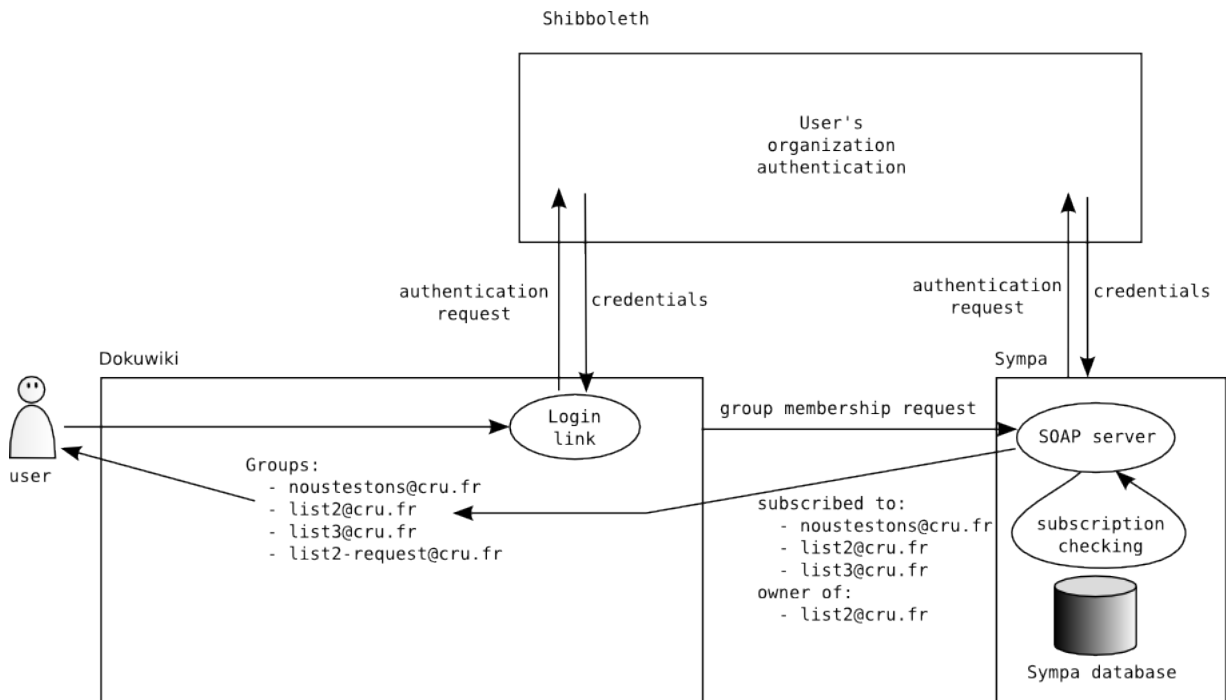 Shibboleth
User's
organization
authentication
authentication
request
credentials
authentication
request
credentials
Dokuwiki
Sympa
Login
link
group membership request
SOAP server
user
Groups:
- noustestons@cru.fr
- list2@cru.fr
- list3@cru.fr
- list2-request@cru.fr
subscribed to:
- noustestons@cru.fr
- list2@cru.fr
- list3@cru.fr
owner of:
- list2@cru.fr
subscription
checking
Sympa database